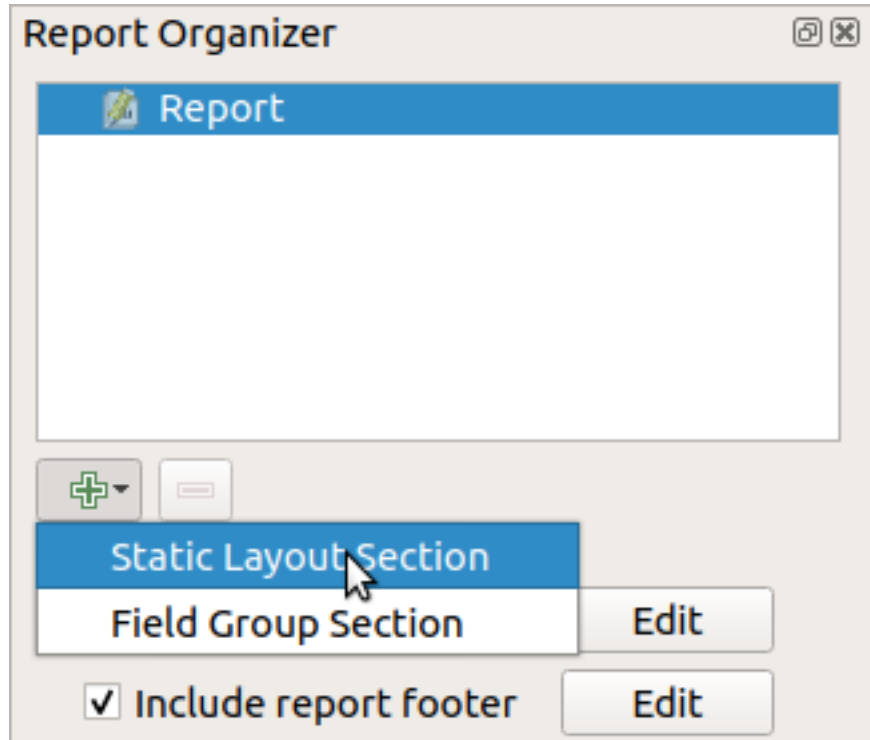 Report Organizer
Report
Static Layout Section
Field Group Section
Edit
Include report footer
Edit